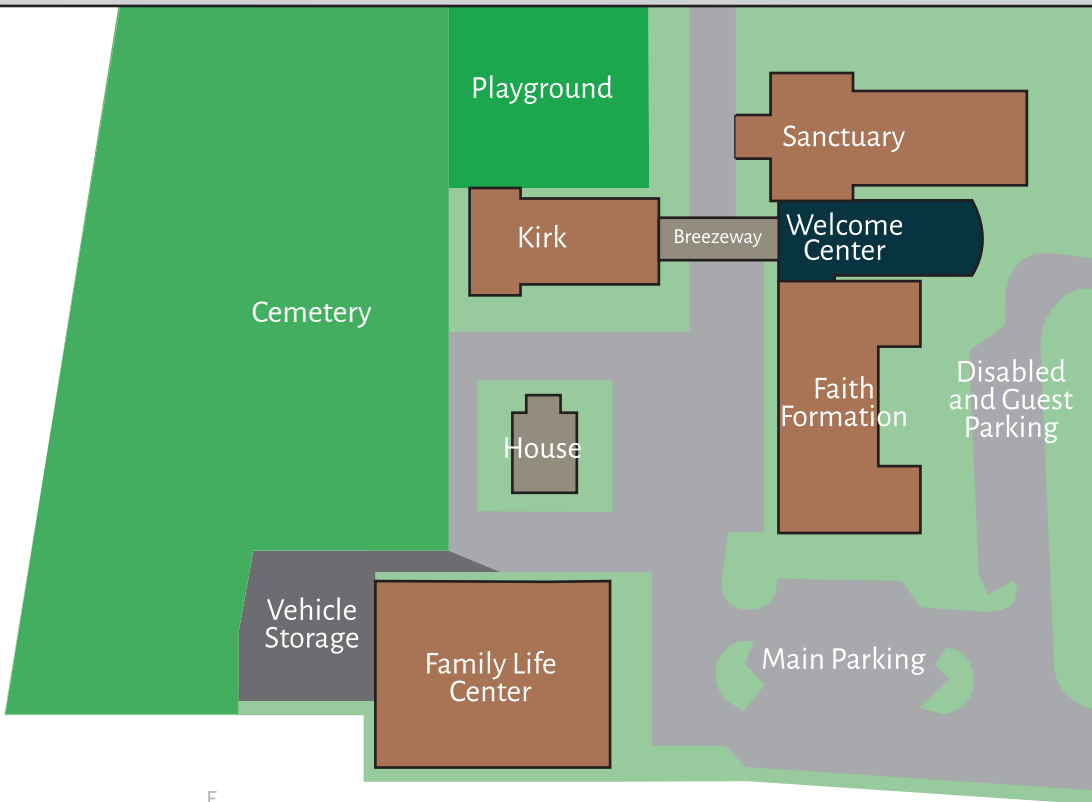 Playground
Sanctuary
Kirk
Breezeway
Welcome
Center
Cemetery
Disabled
and Guest
Parking
Faith
Formation
House
Vehicle
Storage
Family Life
Center
Main Parking